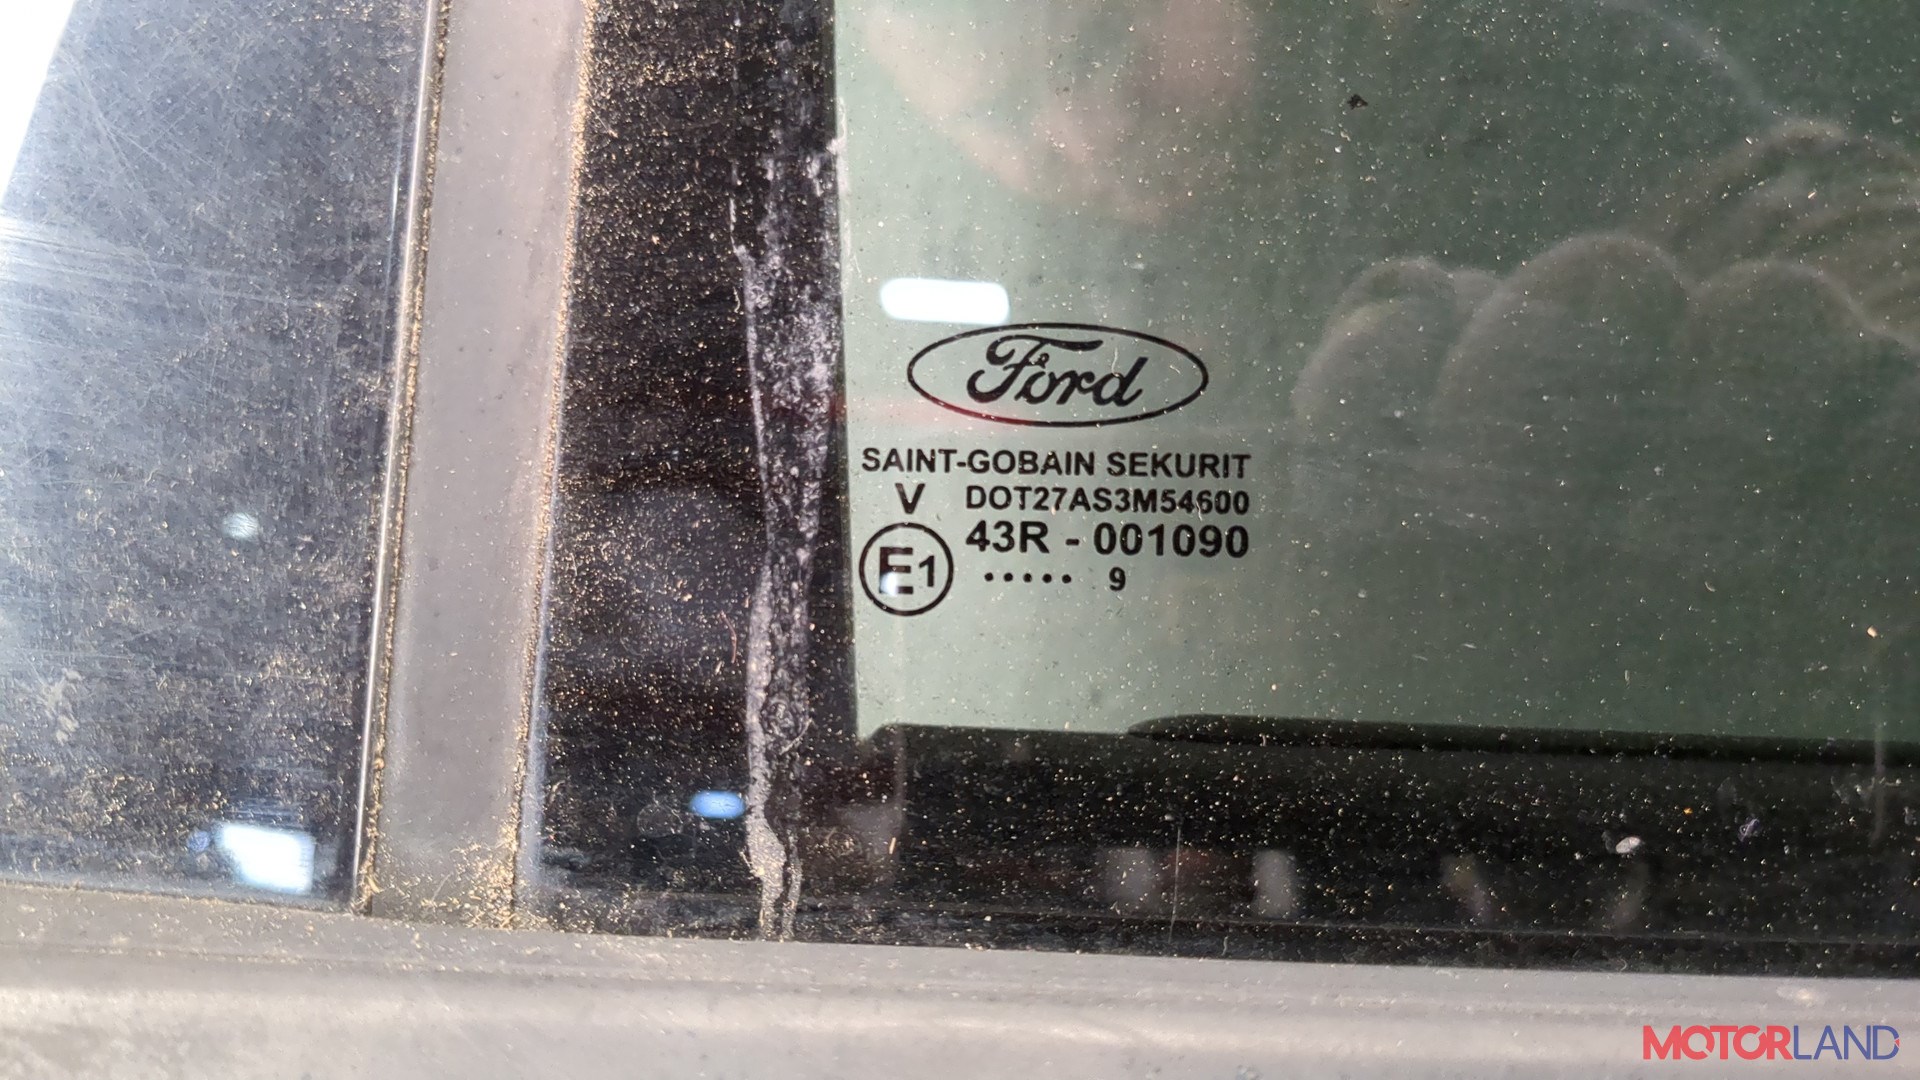 Ford
SAINT-GOBAIN SEKURIT
V DOT27AS3M54600
43R - 001090
E1 ..... 9
MOTORLAND